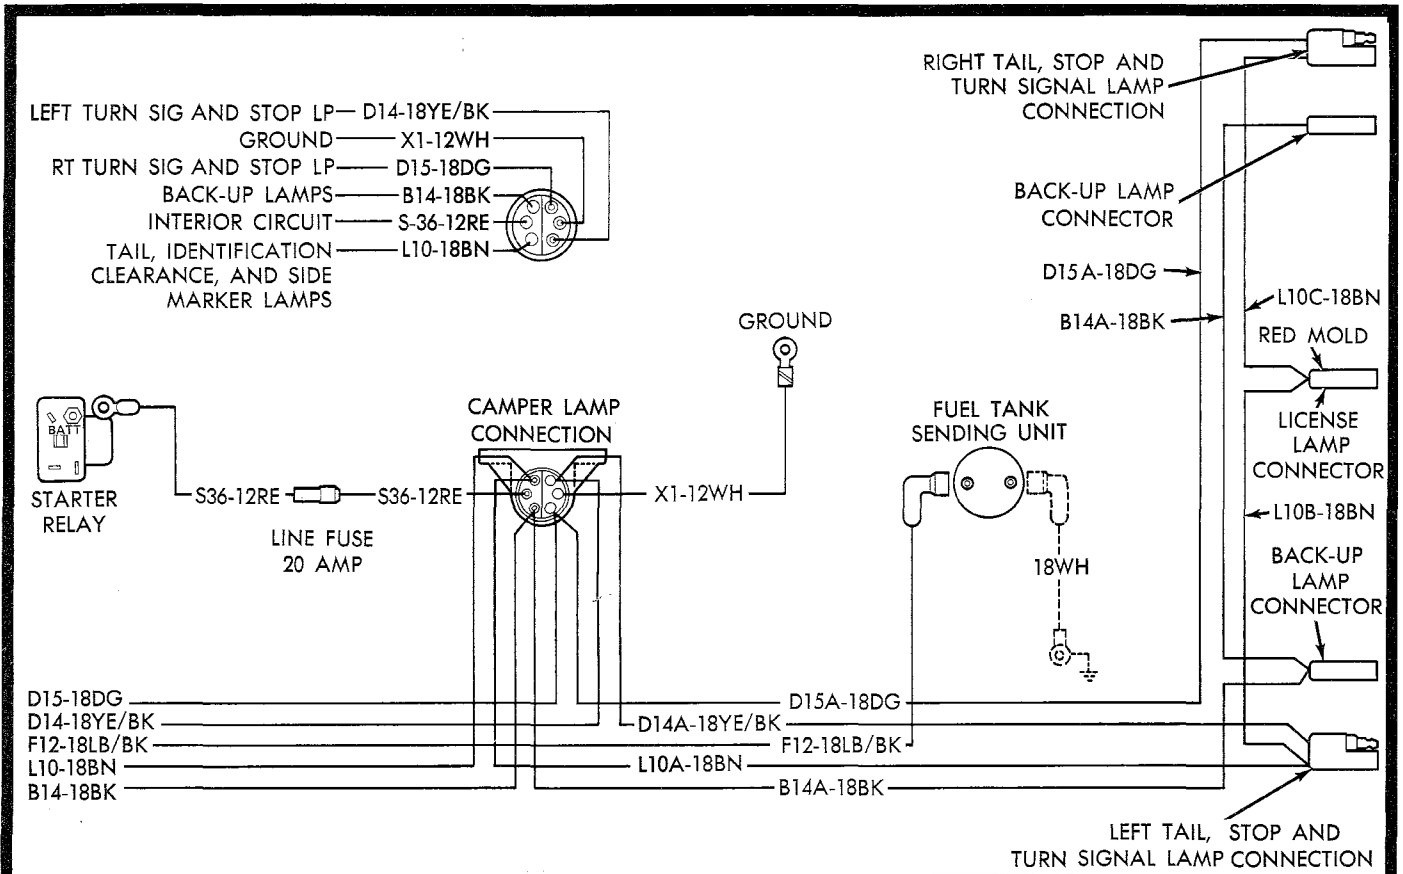 LEFT TURN SIG AND STOP LP D14-18YE/BK
GROUND X1-12WH
RT TURN SIG AND STOP LP D15-18DG
BACK-UP LAMPS B14-18BK
INTERIOR CIRCUIT S-36-12RE
TAIL, IDENTIFICATION L10-18BN
CLEARANCE, AND SIDE
MARKER LAMPS
RIGHT TAIL, STOP AND
TURN SIGNAL LAMP
CONNECTION
BACK-UP LAMP
CONNECTOR
D15A-18DG
L10C-18BN
B14A-18BK
RED MOLD
GROUND
LICENSE
LAMP
CONNECTOR
CAMPER LAMP
CONNECTION
FUEL TANK
SENDING UNIT
BATT
STARTER
RELAY
S36-12RE
S36-12RE
X1-12WH
LINE FUSE
20 AMP
L10B-18BN
18WH
BACK-UP
LAMP
CONNECTOR
D15-18DG
D15A-18DG
D14-18YE/BK
D14A-18YE/BK
F12-18LB/BK
F12-18LB/BK
L10-18BN
L10A-18BN
B14-18BK
B14A-18BK
LEFT TAIL, STOP AND
TURN SIGNAL LAMP CONNECTION